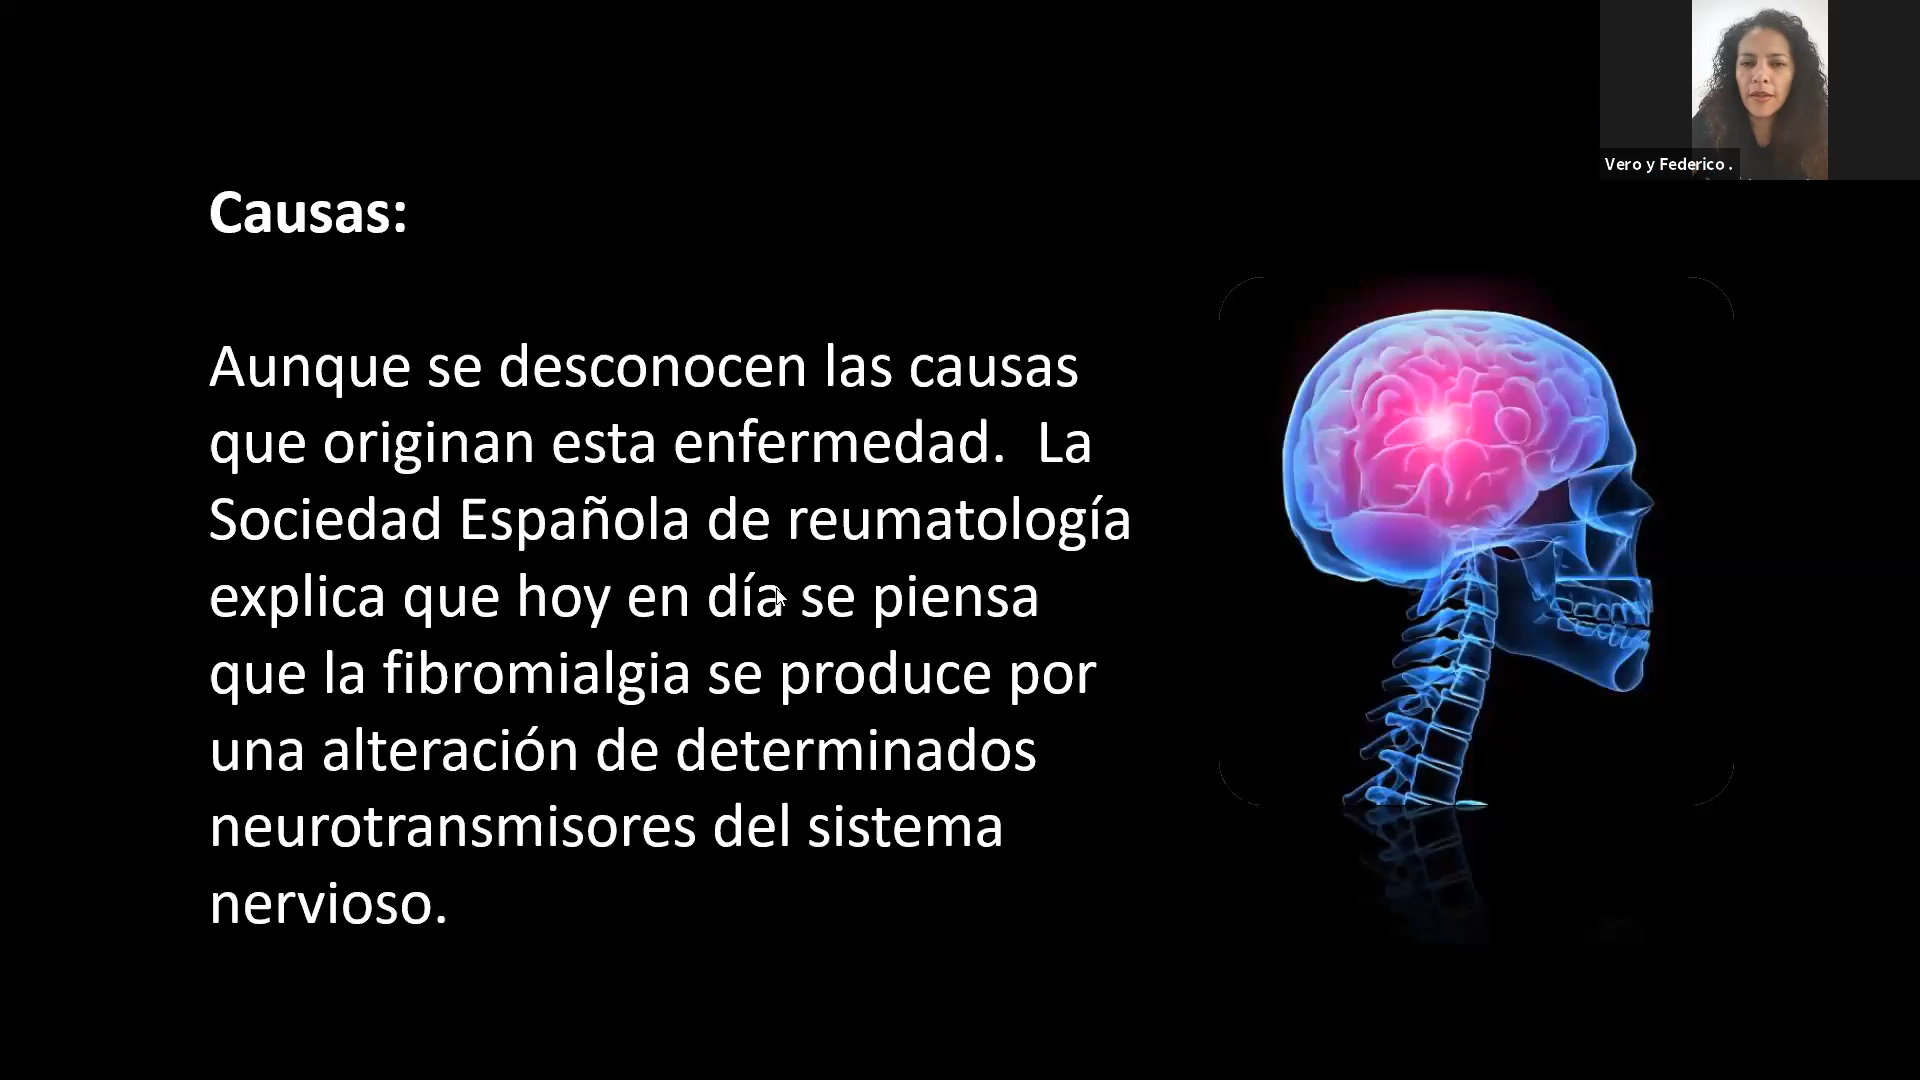 Vero y Federico .
Causas:
Aunque se desconocen las causas
que originan esta enfermedad.  La
Sociedad Española de reumatología
explica que hoy en día se piensa
que la fibromialgia se produce por
una alteración de determinados
neurotransmisores del sistema
nervioso.